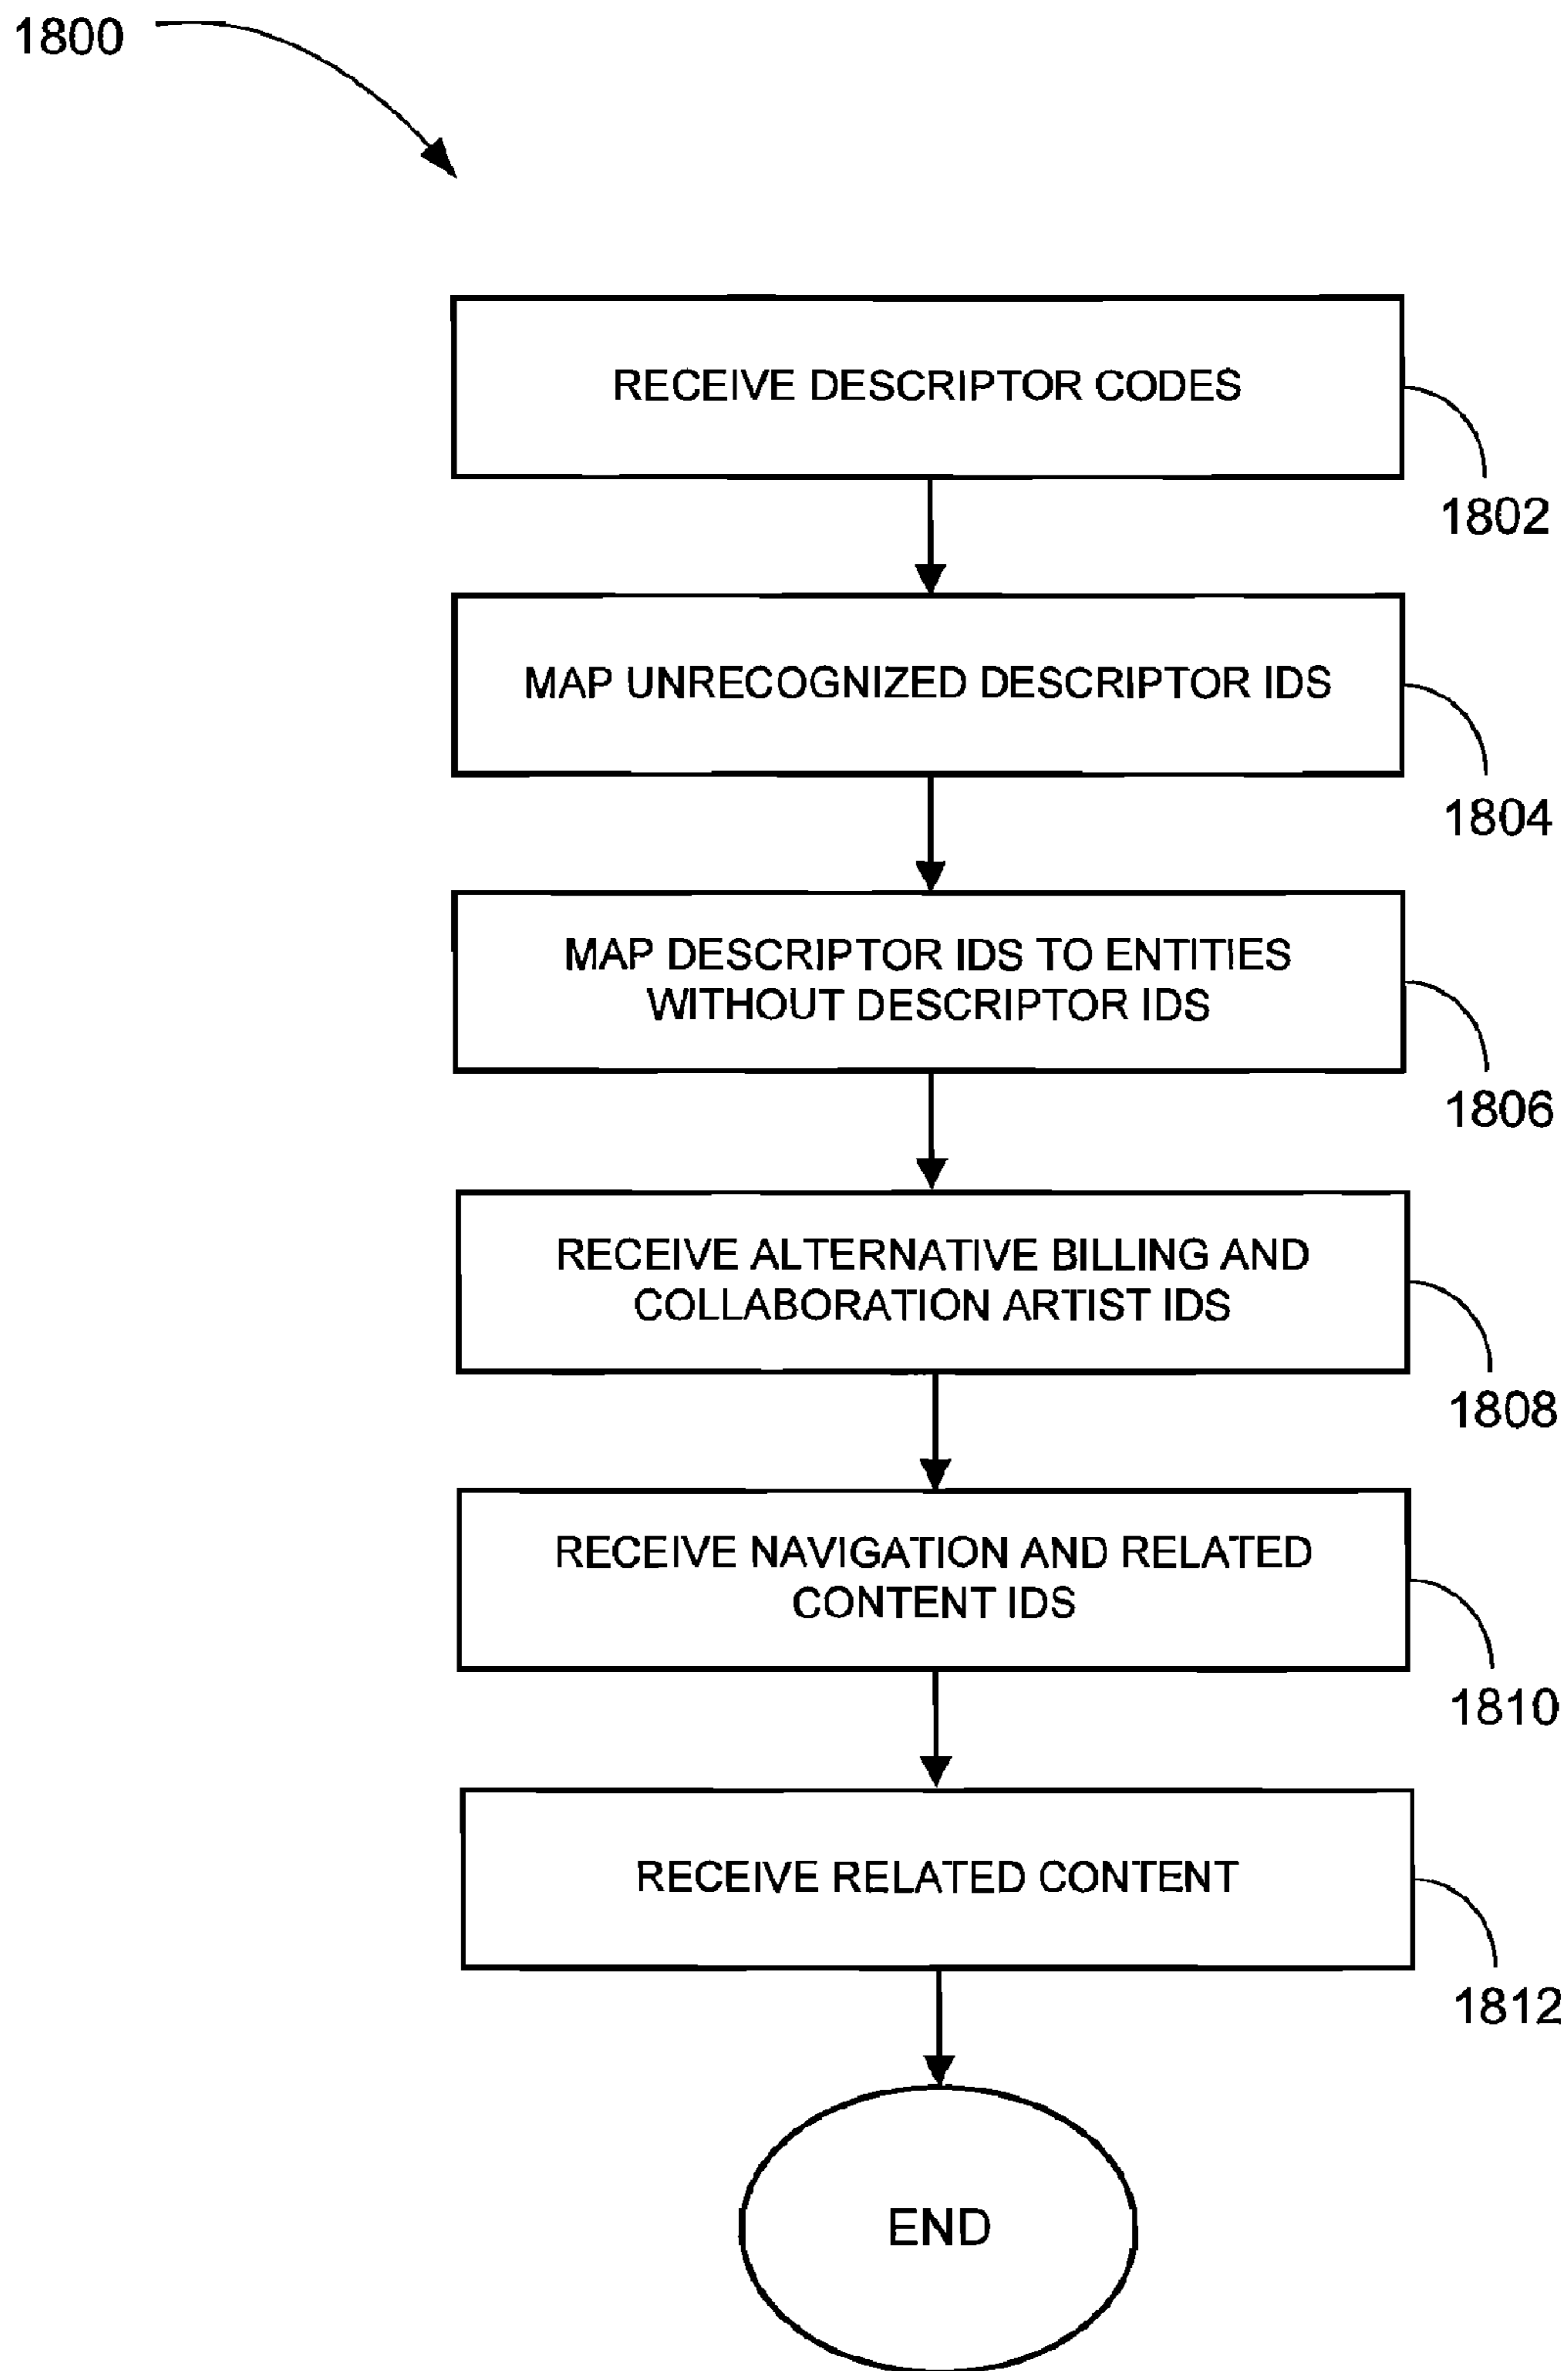 1800
RECEIVE DESCRIPTOR CODES
1802
MAP UNRECOGNIZED DESCRIPTOR IDS
1804
MAP DESCRIPTOR IDS TO ENTITIES
WITHOUT DESCRIPTOR IDS
1806
RECEIVE ALTERNATIVE BILLING AND
COLLABORATION ARTIST IDS
1808
RECEIVE NAVIGATION AND RELATED
CONTENT IDS
1810
RECEIVE RELATED CONTENT
1812
END